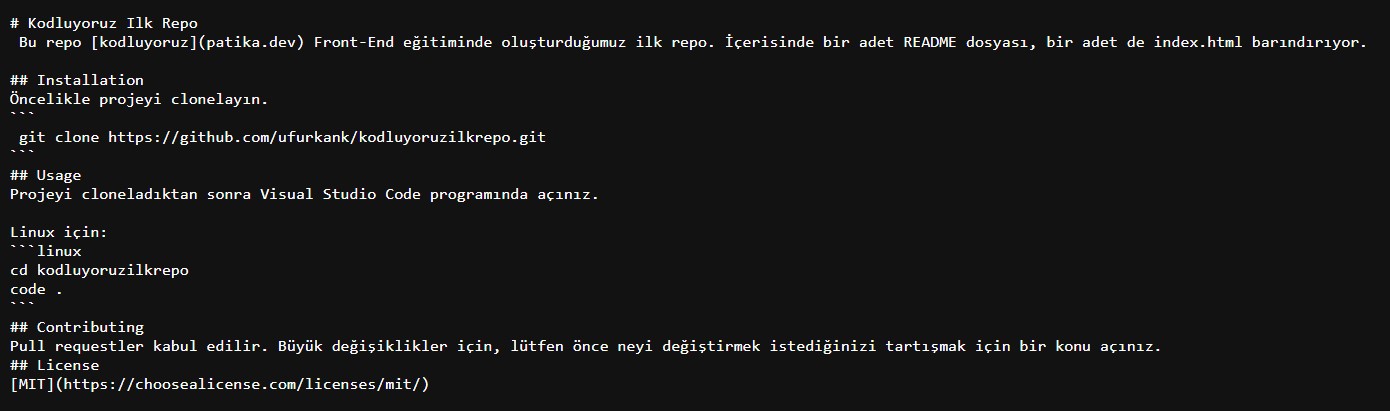 # Kodluyoruz Ilk Repo
 Bu repo [kodluyoruz](patika.dev) Front-End eğitiminde oluşturduğumuz ilk repo. İçerisinde bir adet README dosyası, bir adet de index.html barındırıyor.

## Installation
Öncelikle projeyi clonelayın.
```
 git clone https://github.com/ufurkank/kodluyoruzilkrepo.git
```
## Usage
Projeyi cloneladıktan sonra Visual Studio Code programında açınız.

Linux için:
```linux
cd kodluyoruzilkrepo
code .
```
## Contributing
Pull requestler kabul edilir. Büyük değişiklikler için, lütfen önce neyi değiştirmek istediğinizi tartışmak için bir konu açınız.
## License
[MIT](https://choosealicense.com/licenses/mit/)